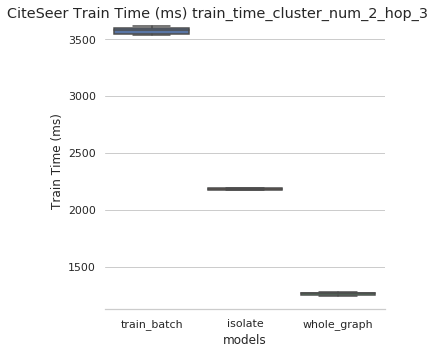 CiteSeer Train Time (ms) train_time_cluster_num_2_hop_3
3500
3000
2500
2000
1500
Train Time (ms)
train_batch isolate whole_graph
models